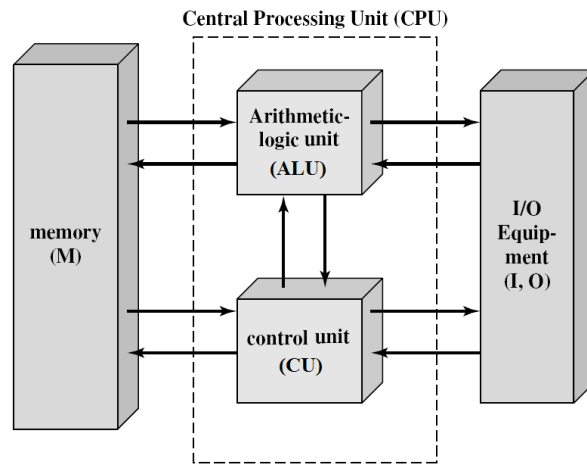 Central Processing Unit (CPU)
Arithmetic-
logic unit
(ALU)
memory
(M)
I/O
Equip-
ment
(I, O)
control unit
(CU)